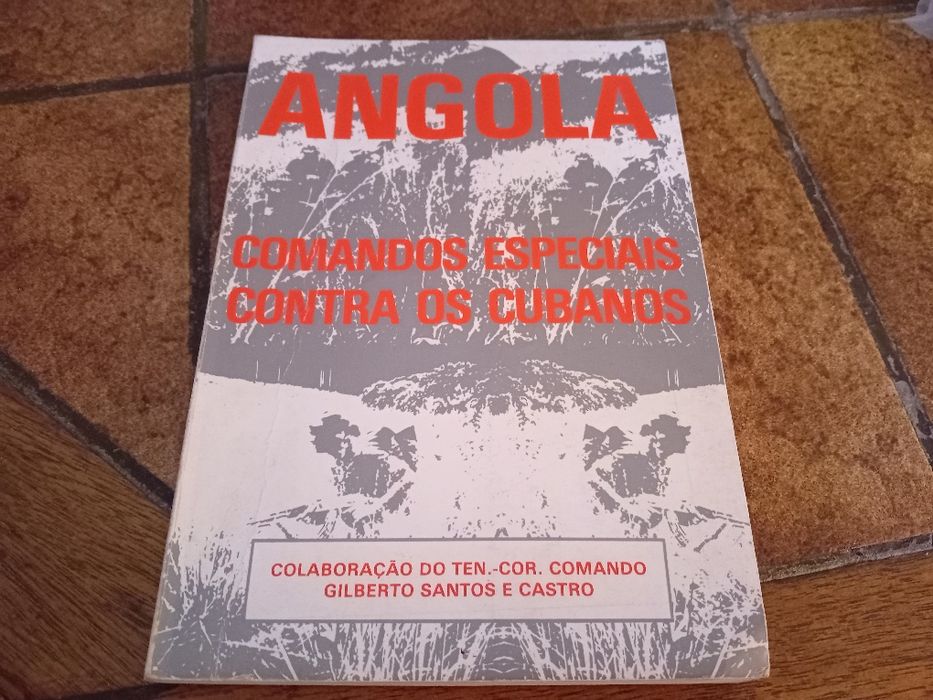 ANGOLA
COMANDOS ESPECIAIS
CONTRA OS CUBANOS
COLABORAÇÃO DO TEN.-COR. COMANDO
GILBERTO SANTOS E CASTRO